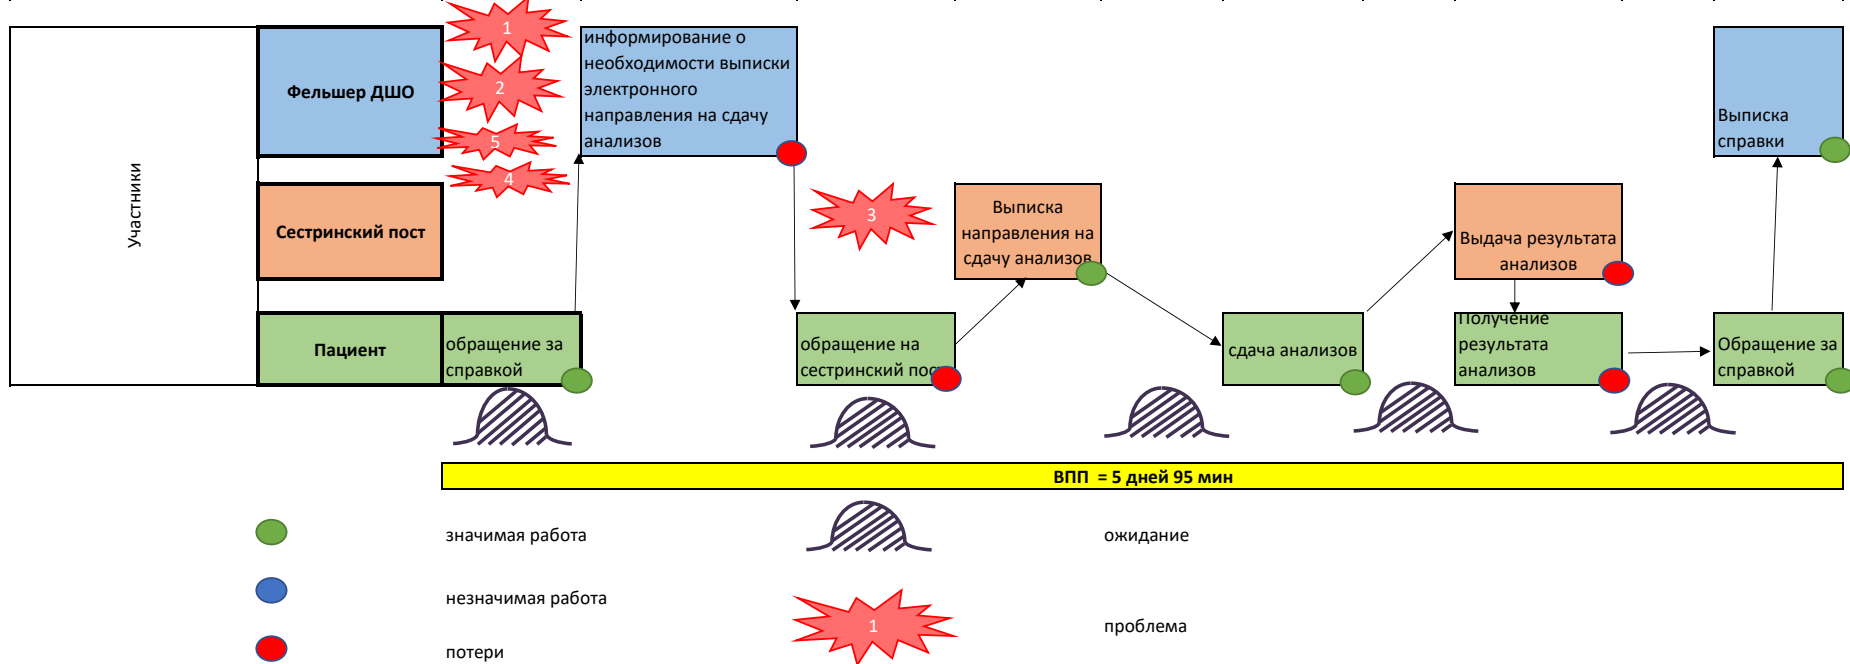 Участники
Фельшер ДШО
Сестринский пост
Пациент
1
2
5
4
обращение за
справкой
информирование о
необходимости выписки
электронного
направления на сдачу
анализов
3
обращение на
сестринский пост
Выписка
направления на
сдачу анализов
сдача анализов
Выдача результата
анализов
Получение
результата
анализов
Обращение за
справкой
Выписка
справки
ВПП = 5 дней 95 мин
значимая работа
ожидание
незначимая работа
1
проблема
потери